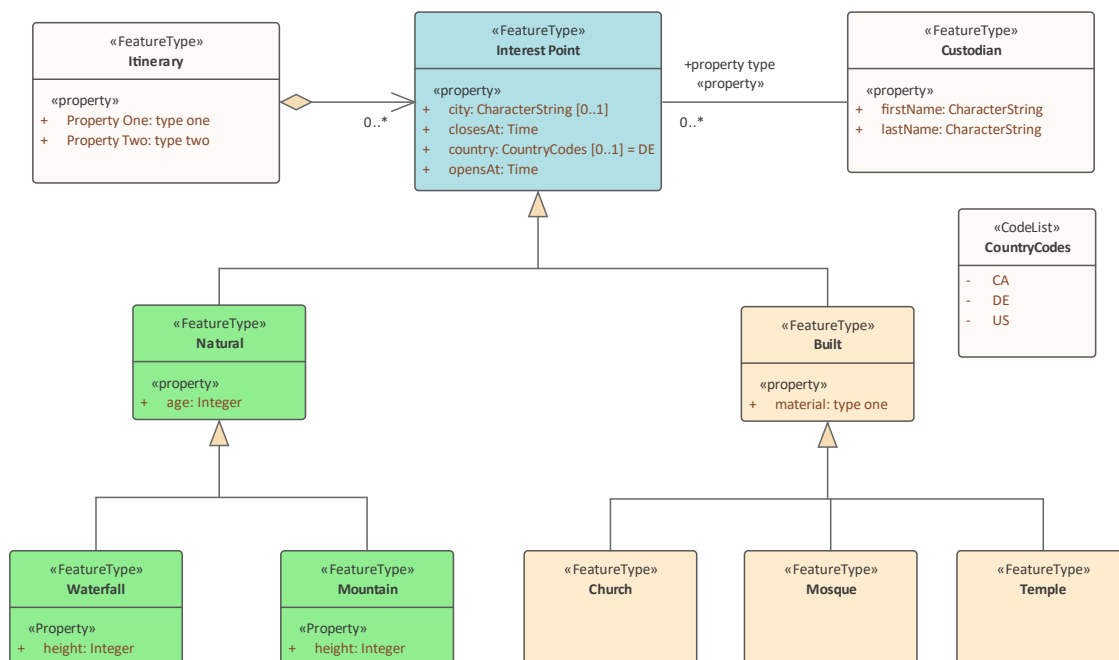 «FeatureType»
Itinerary
«property»
+ Property One: type one
+ Property Two: type two
0..*
«FeatureType»
Interest Point
«property»
+ city: CharacterString [0..1]
+ closesAt: Time
+ country: CountryCodes [0..1] = DE
+ opensAt: Time
+property type
«property»
0..*
«FeatureType»
Custodian
«property»
+ firstName: CharacterString
+ lastName: CharacterString
«CodeList»
CountryCodes
- CA
- DE
- US
«FeatureType»
Natural
«property»
+ age: Integer
«FeatureType»
Built
«property»
+ material: type one
«FeatureType»
Waterfall
«Property»
+ height: Integer
«FeatureType»
Mountain
«Property»
+ height: Integer
«FeatureType»
Church
«FeatureType»
Mosque
«FeatureType»
Temple